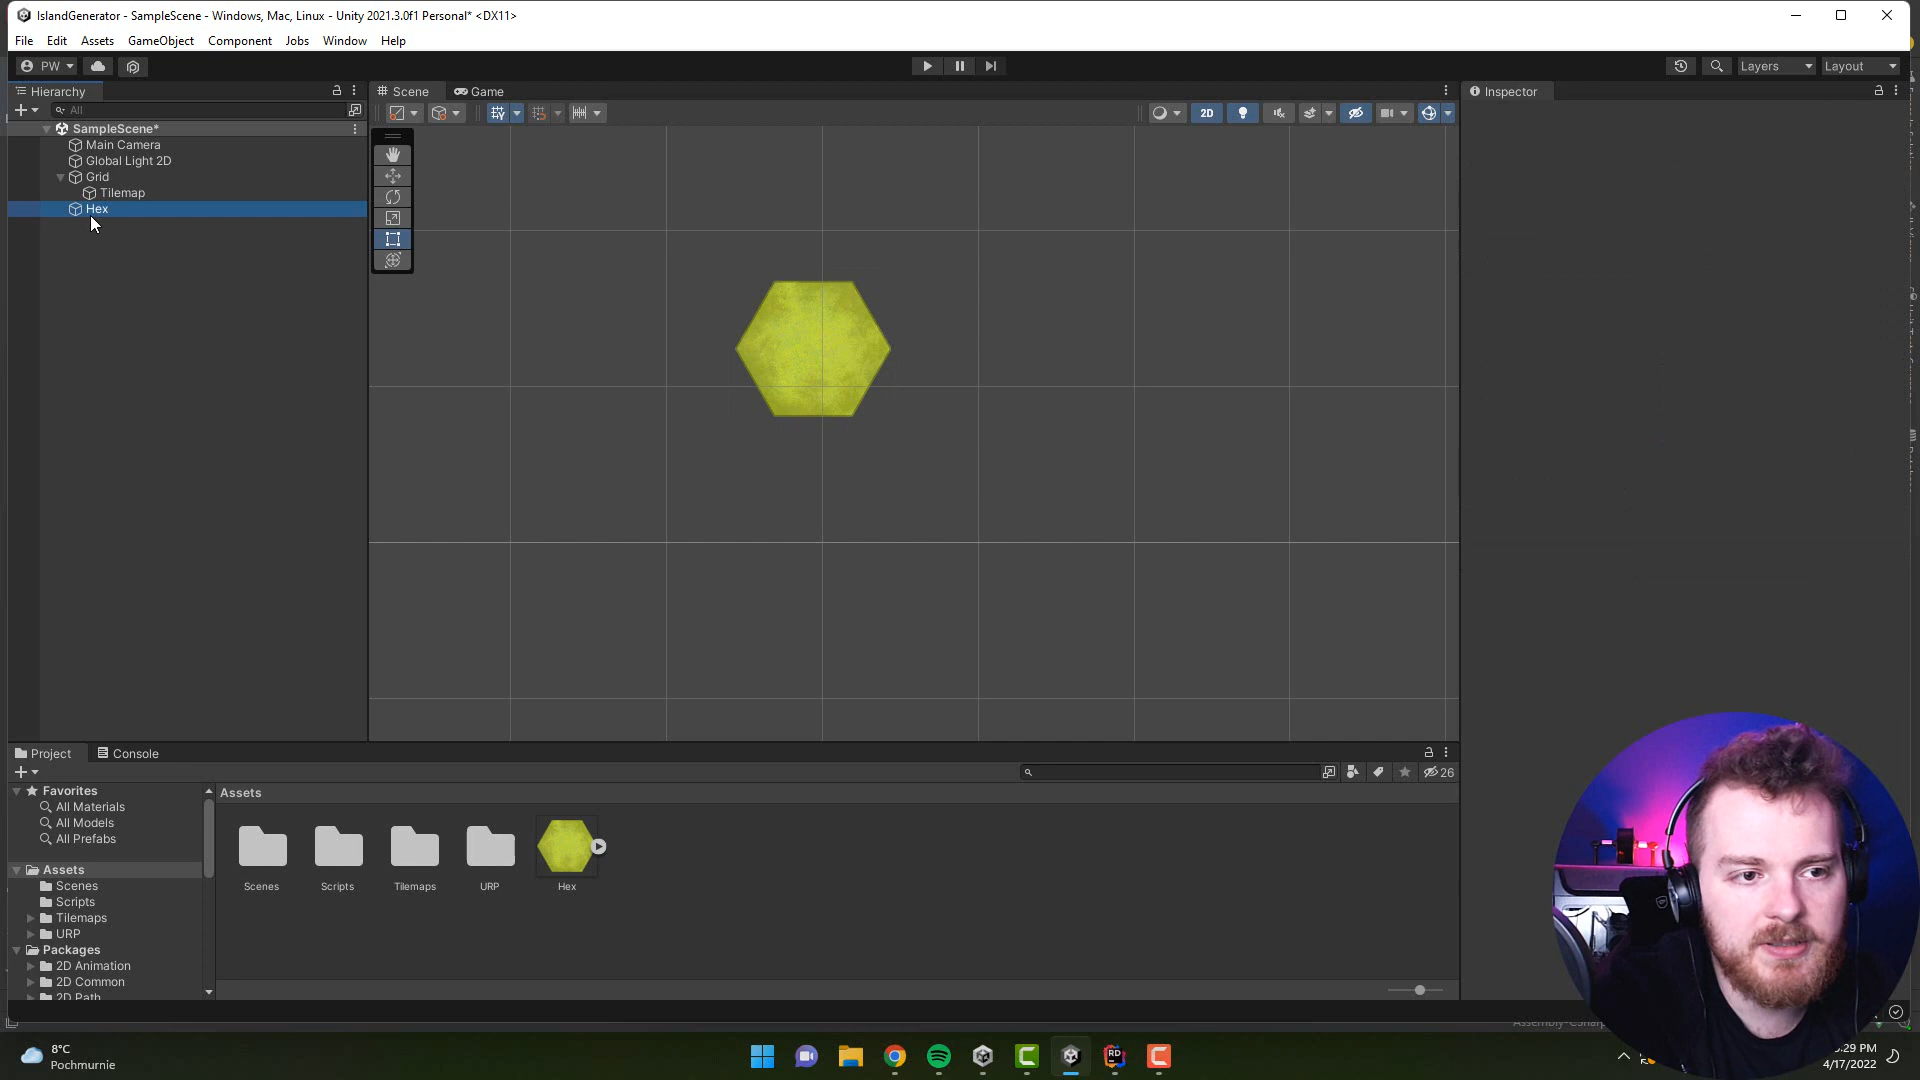 IslandGenerator - SampleScene - Windows, Mac, Linux - Unity 2021.3.0f1 Personal* <DX11>
File Edit Assets GameObject Component Jobs Window Help
PW
Layers Layout
Hierarchy
Scene Game
Inspector
All
2D
SampleScene*
Main Camera
Global Light 2D
Grid
Tilemap
Hex
Project Console
26
Favorites
All Materials
All Models
All Prefabs
Assets
Scenes
Scripts
Tilemaps
URP
Packages
2D Animation
2D Common
2D Path
Assets
Scenes Scripts Tilemaps URP Hex
8°C
Pochmurnie
RD
:29 PM
4/17/2022